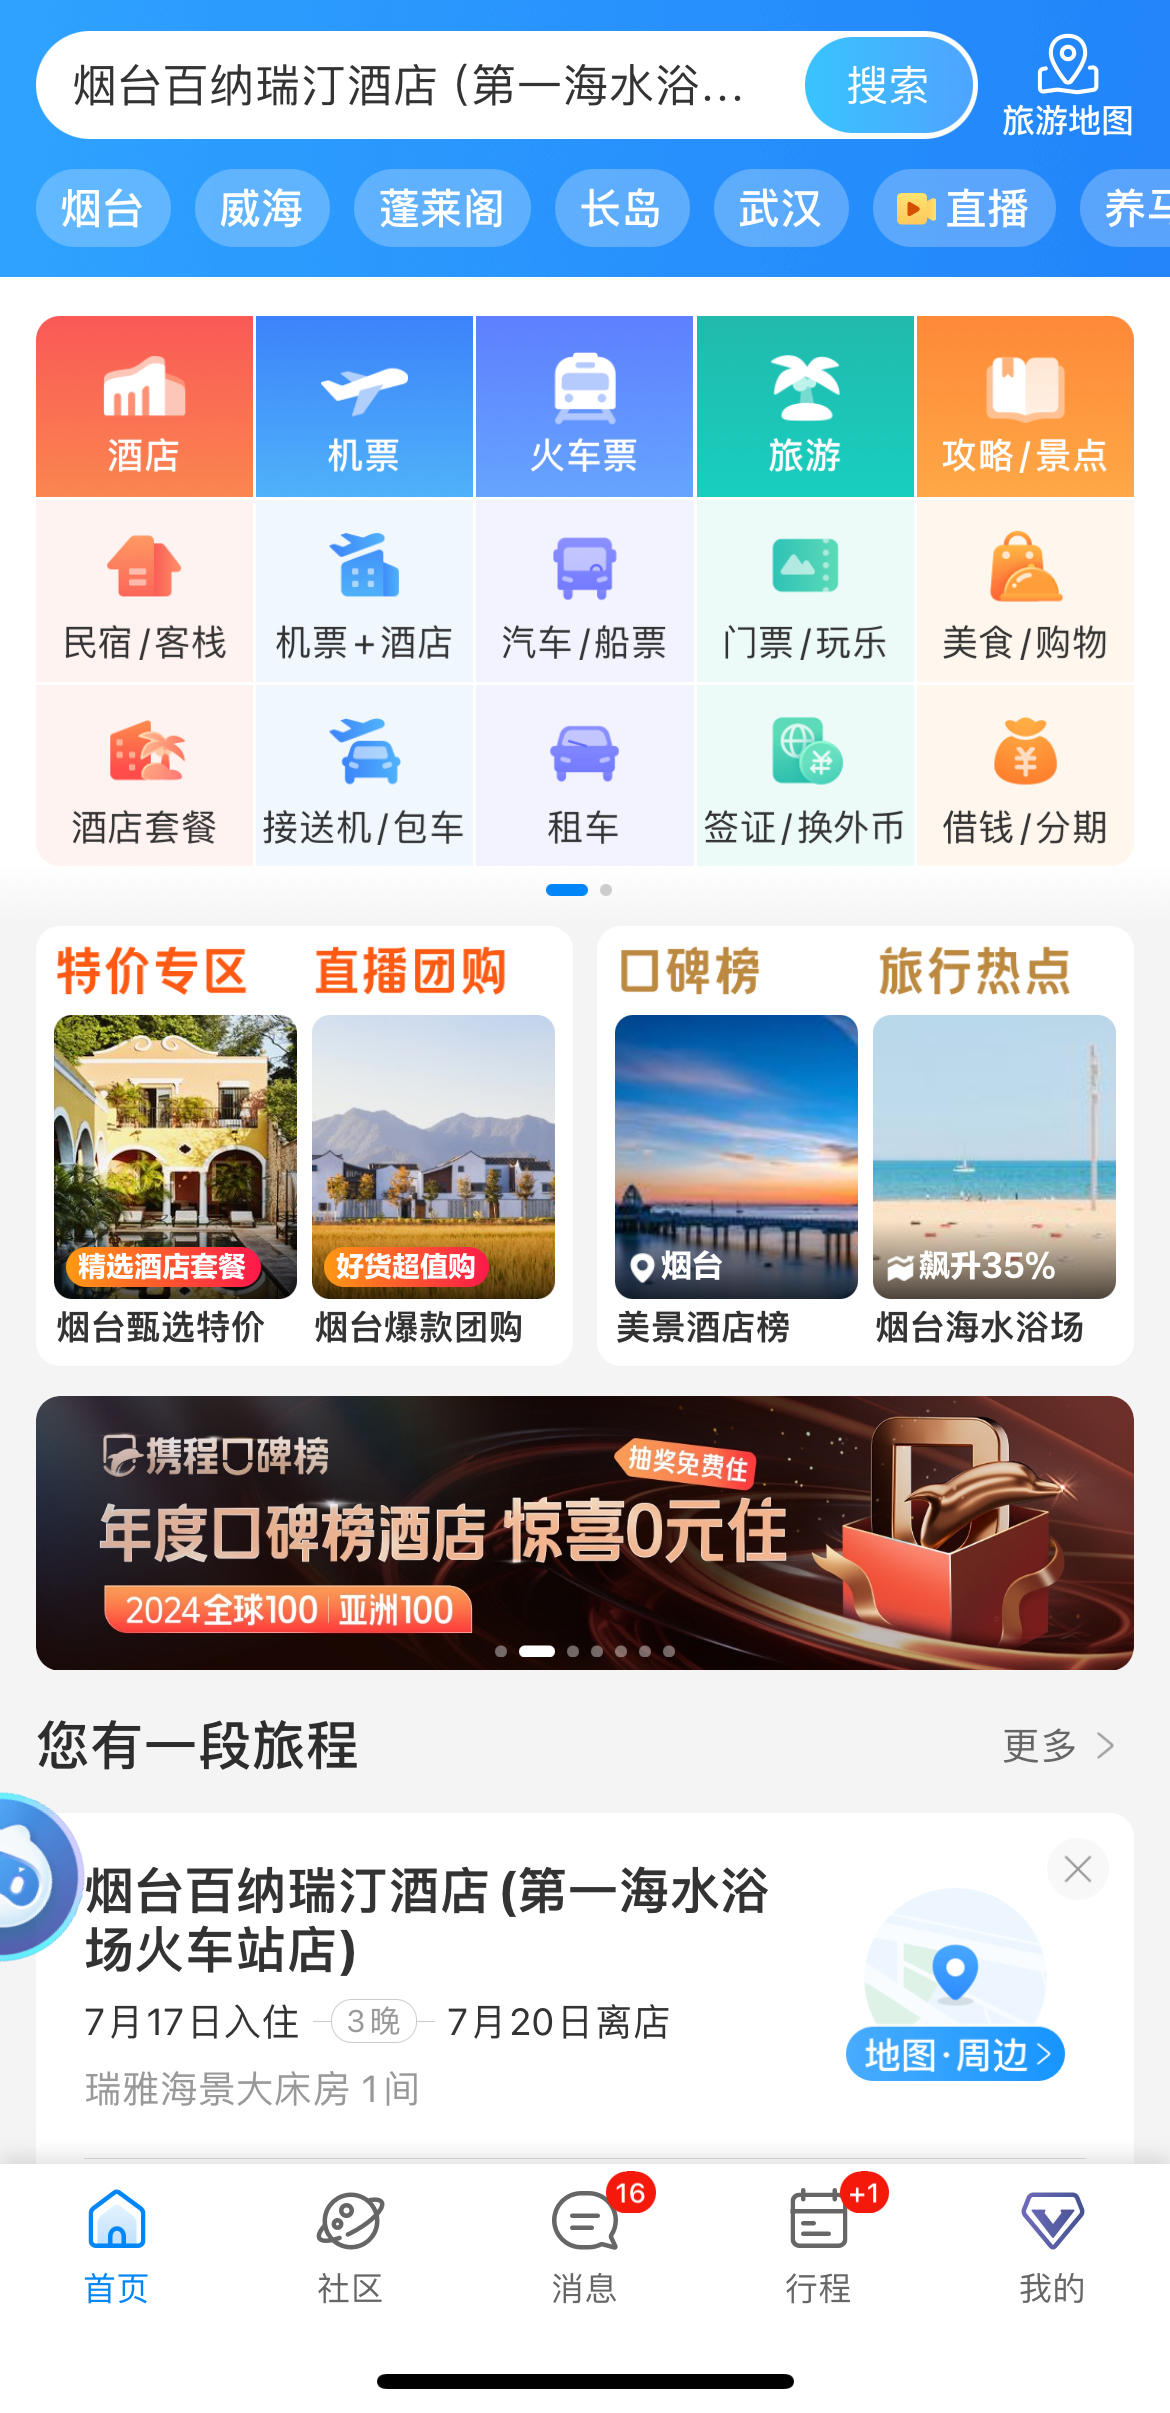 烟台百纳瑞汀酒店 (第一海水浴...
搜索
旅游地图
烟台
威海
蓬莱阁
长岛
武汉
直播
养马
酒店
机票
火车票
旅游
攻略/景点
民宿/客栈
机票+酒店
汽车/船票
门票/玩乐
美食/购物
酒店套餐
接送机/包车
租车
签证/换外币
借钱/分期
特价专区
直播团购
口碑榜
旅行热点
精选酒店套餐
好货超值购
烟台
飙升35%
烟台甄选特价
烟台爆款团购
美景酒店榜
烟台海水浴场
携程口碑榜
抽奖免费住
年度口碑榜酒店 惊喜0元住
2024全球100 | 亚洲100
您有一段旅程
更多
烟台百纳瑞汀酒店 (第一海水浴
场火车站店)
7月17日入住 3晚 7月20日离店
地图·周边
瑞雅海景大床房 1间
16
+1
首页
社区
消息
行程
我的